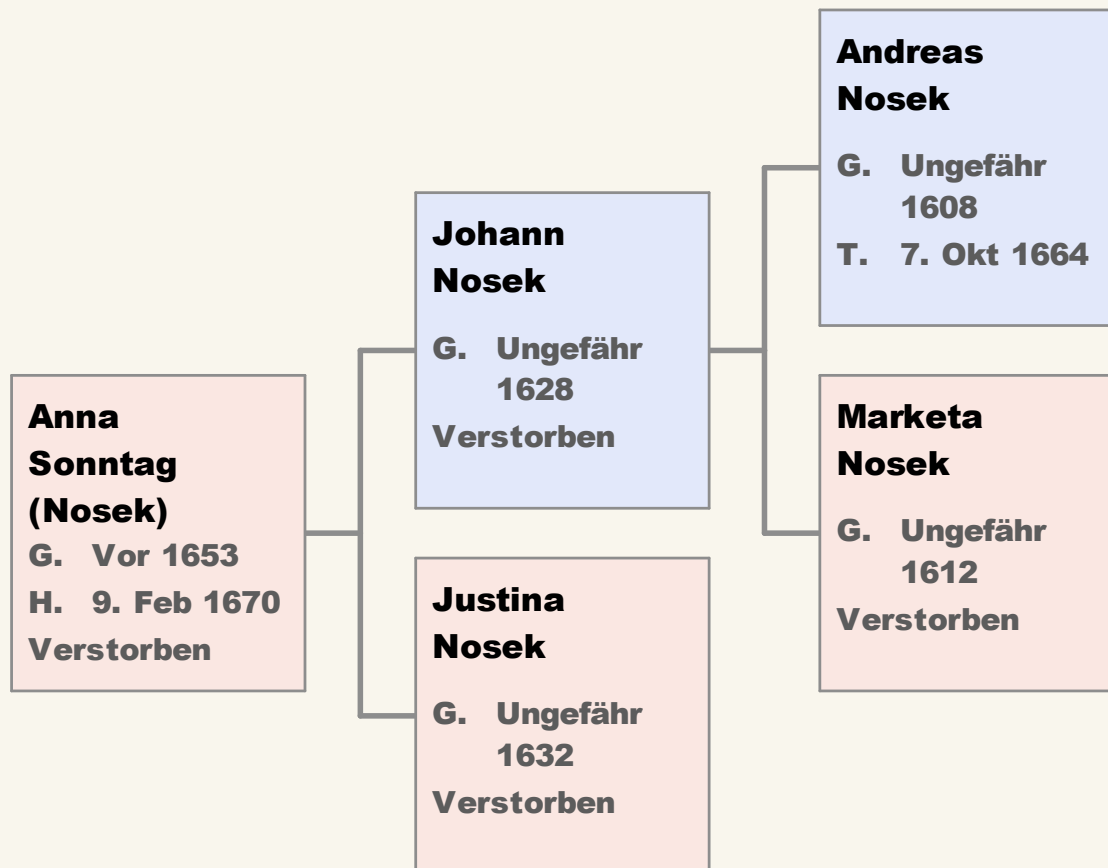 Andreas
Nosek
G. Ungefähr
1608
T. 7. Okt 1664
Johann
Nosek
G. Ungefähr
1628
Verstorben
Anna
Sonntag
(Nosek)
G. Vor 1653
H. 9. Feb 1670
Verstorben
Marketa
Nosek
G. Ungefähr
1612
Verstorben
Justina
Nosek
G. Ungefähr
1632
Verstorben